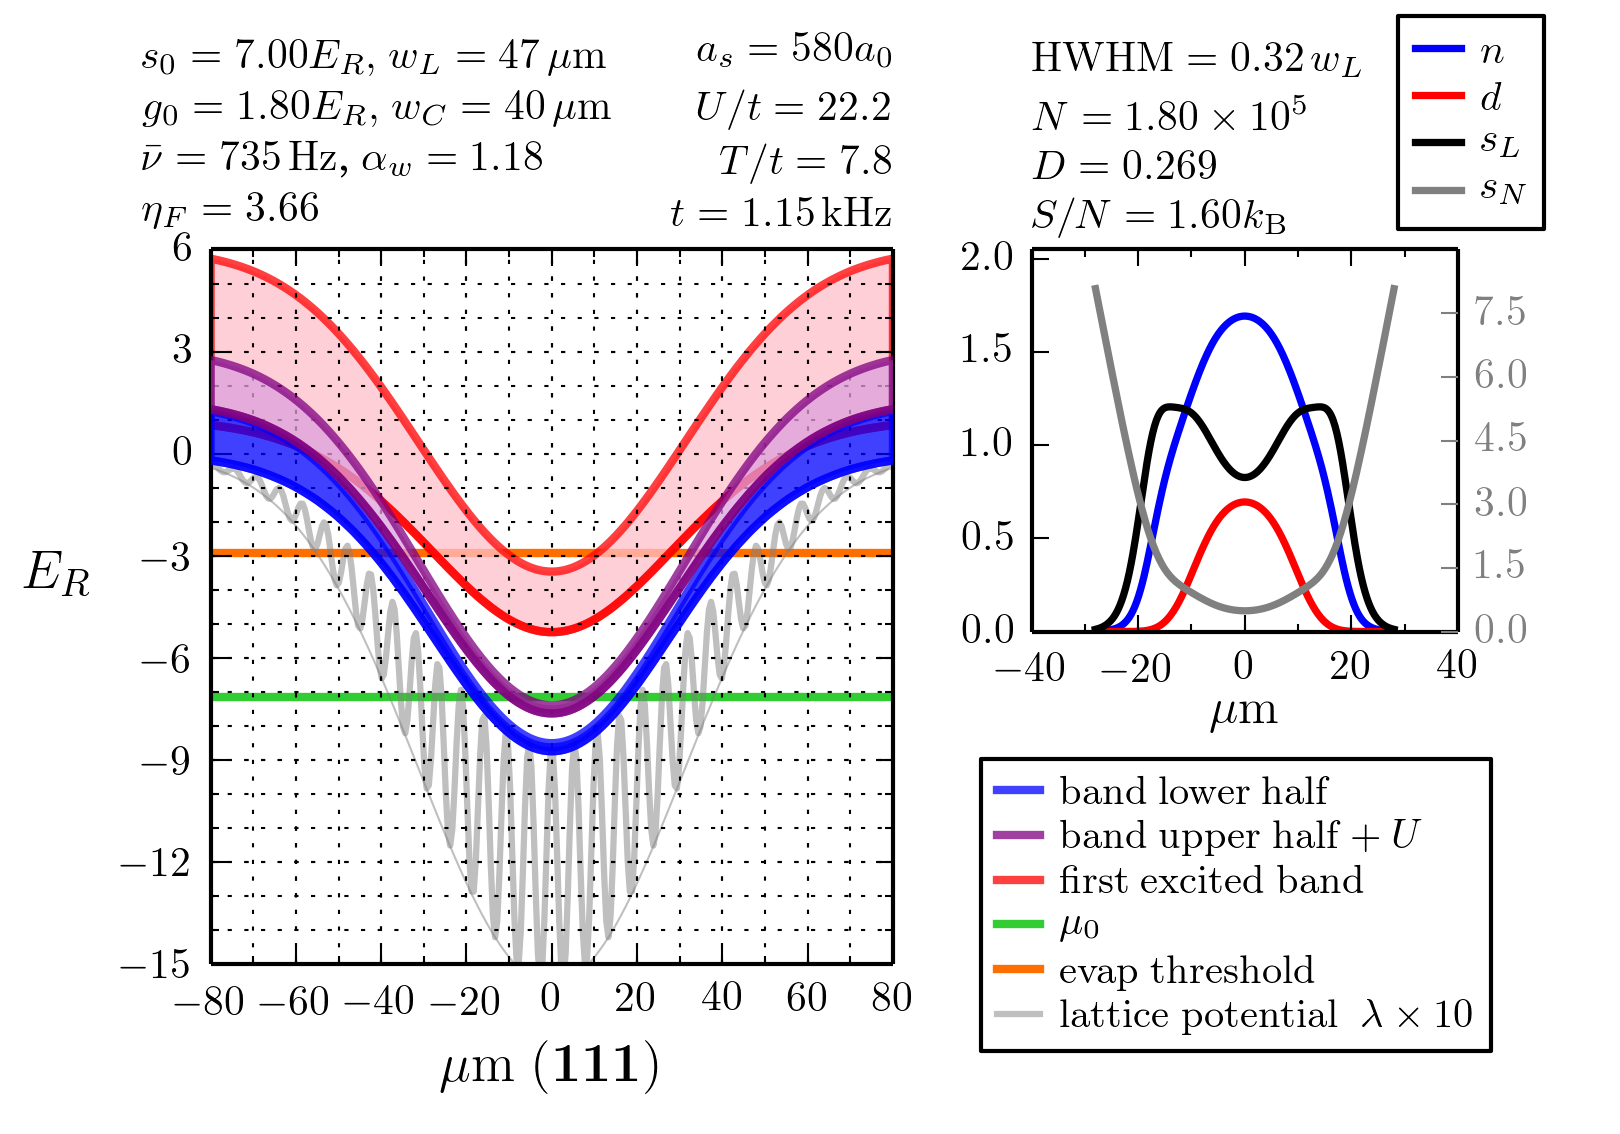 s₀ = 7.00E_R, w_L = 47 μm
g₀ = 1.80E_R, w_C = 40 μm
ν̄ = 735 Hz, α_w = 1.18
η_F = 3.66
a_s = 580a₀
U/t = 22.2
T/t = 7.8
t = 1.15 kHz
HWHM = 0.32 w_L
N = 1.80 × 10⁵
D = 0.269
S/N = 1.60k_B
n
d
s_L
s_N
6
3
0
−3
−6
−9
−12
−15
E_R
−80 −60 −40 −20 0 20 40 60 80
μm (111)
2.0
1.5
1.0
0.5
0.0
7.5
6.0
4.5
3.0
1.5
0.0
−40 −20 0 20 40
μm
band lower half
band upper half + U
first excited band
μ₀
evap threshold
lattice potential λ × 10